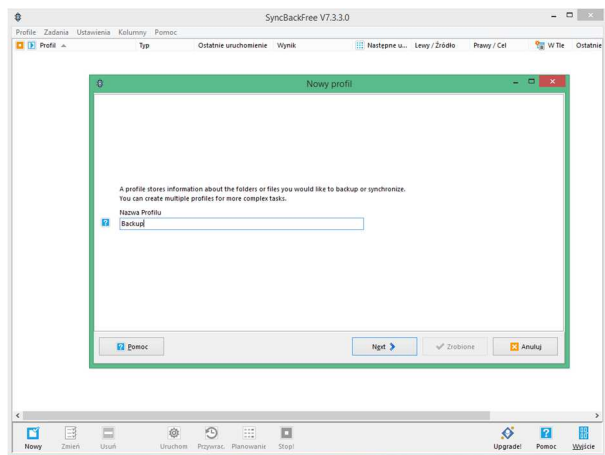 SyncBackFree V7.3.3.0
Profile Zadania Ustawienia Kolumny Pomoc
Profil Typ Ostatnie uruchomienie Wynik Następne u... Lewy / Źródło Prawy / Cel W Tle Ostatnie
Nowy profil
A profile stores information about the folders or files you would like to backup or synchronize.
You can create multiple profiles for more complex tasks.
Nazwa Profilu
Backup
Pomoc Next Zrobione Anuluj
Nowy Zmień Usuń Uruchom Przywrac. Planowanie Stop! Upgrade! Pomoc Wyjście